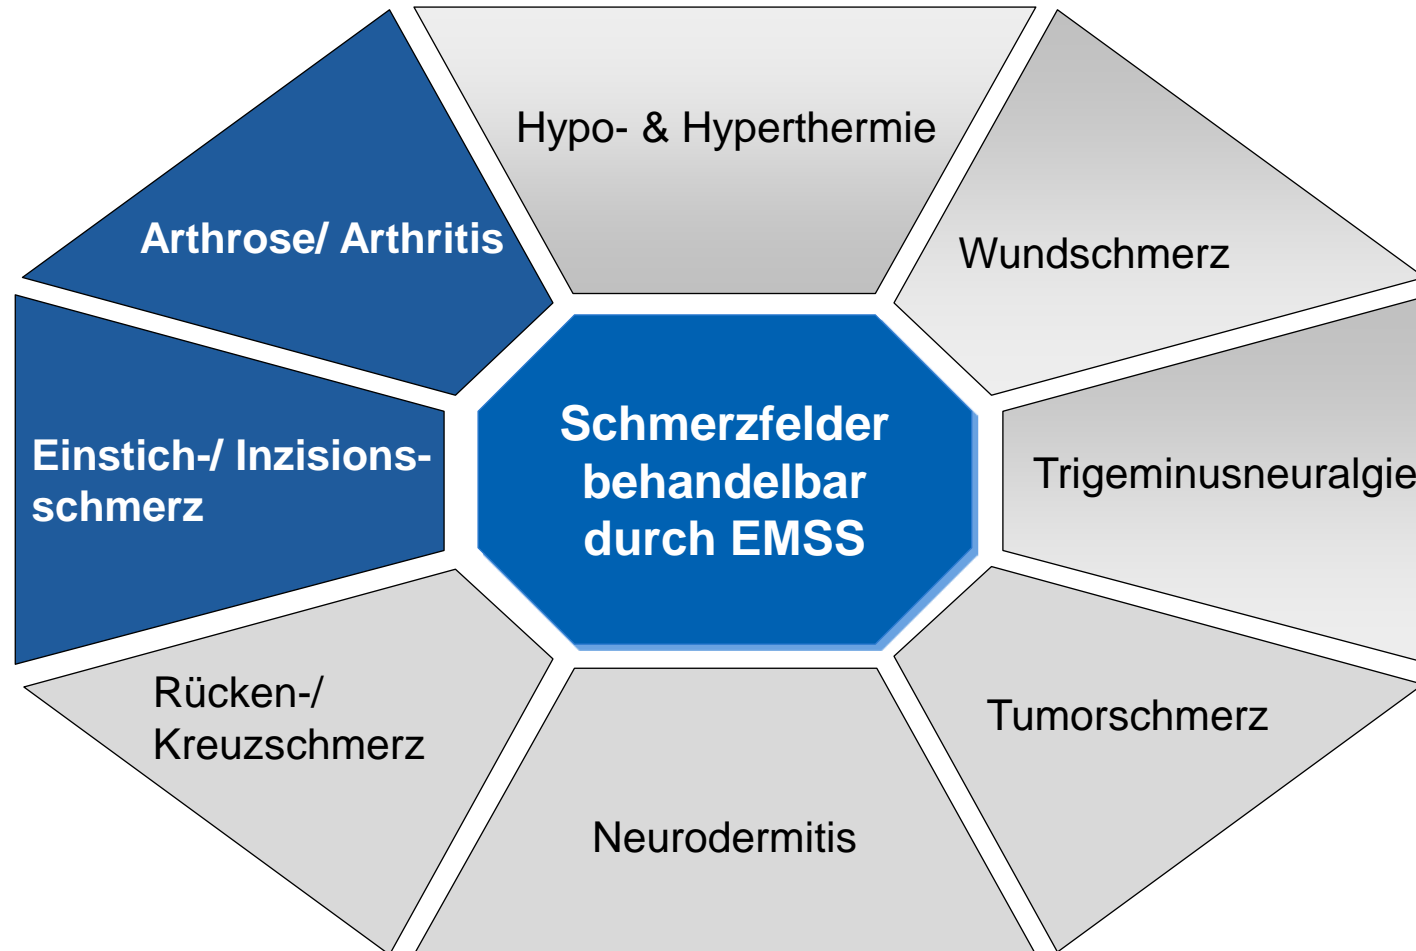 Hypo- & Hyperthermie
Arthrose/ Arthritis
Wundschmerz
Schmerzfelder
behandelbar
durch EMSS
Einstich-/ Inzisions-
schmerz
Trigeminusneuralgie
Rücken-/
Kreuzschmerz
Tumorschmerz
Neurodermitis